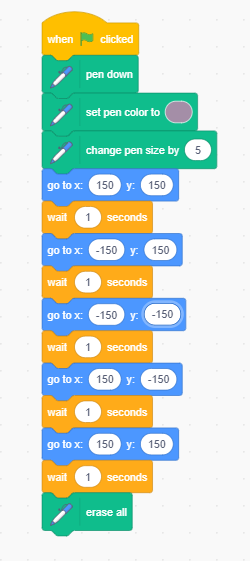 when clicked
pen down
set pen color to
change pen size by 5
go to x: 150 y: 150
wait 1 seconds
go to x: -150 y: 150
wait 1 seconds
go to x: -150 y: -150
wait 1 seconds
go to x: 150 y: -150
wait 1 seconds
go to x: 150 y: 150
wait 1 seconds
erase all